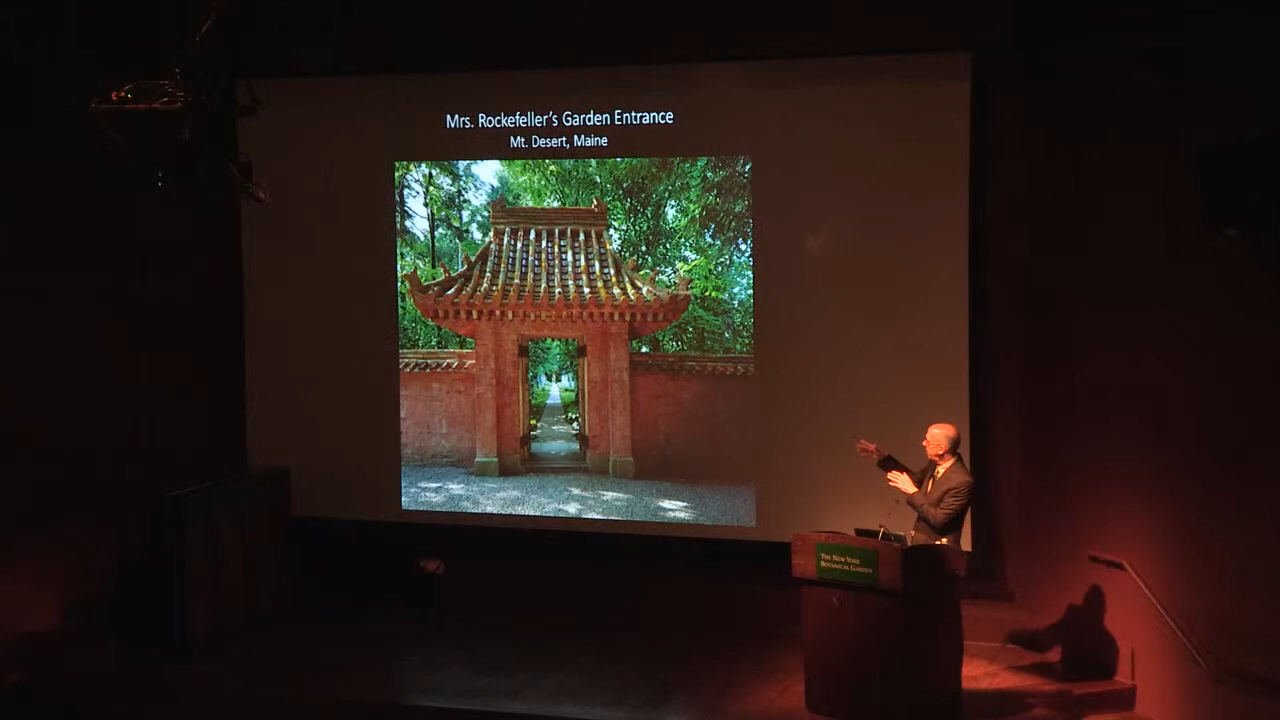 Mrs. Rockefeller's Garden Entrance
Mt. Desert, Maine
THE NEW YORK
BOTANICAL GARDEN